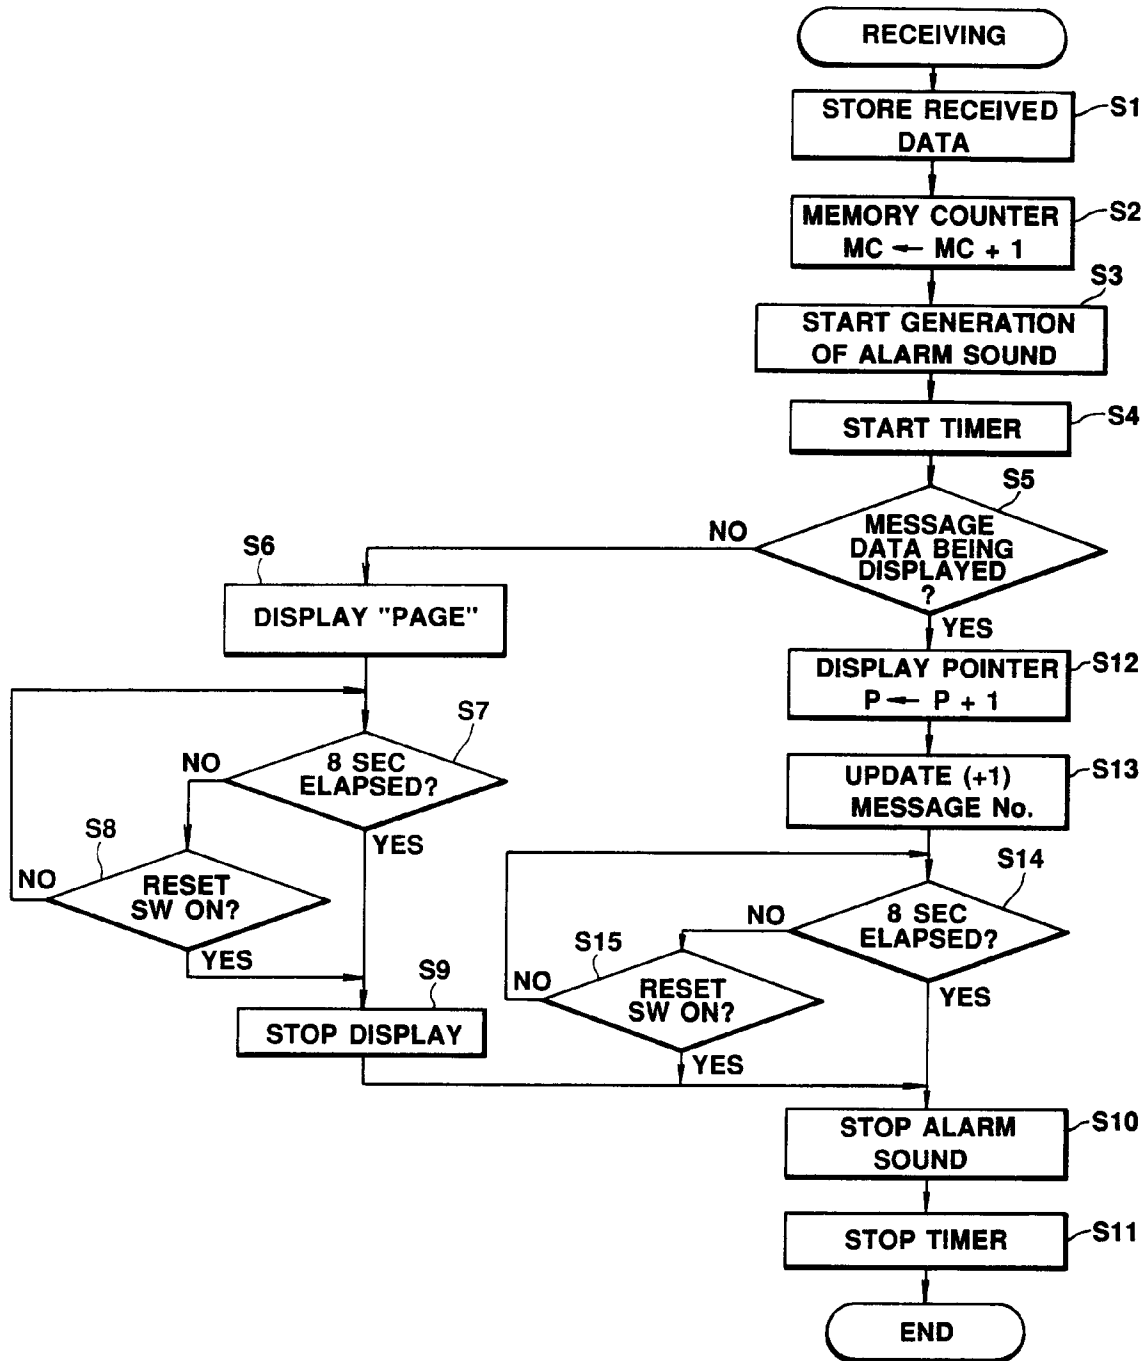 RECEIVING
S1
STORE RECEIVED
DATA
S2
MEMORY COUNTER
MC ← MC + 1
S3
START GENERATION
OF ALARM SOUND
S4
START TIMER
S5
MESSAGE
DATA BEING
DISPLAYED
?
NO
YES
S6
DISPLAY "PAGE"
S7
8 SEC
ELAPSED?
NO
YES
S8
RESET
SW ON?
NO
YES
S9
STOP DISPLAY
S12
DISPLAY POINTER
P ← P + 1
S13
UPDATE (+1)
MESSAGE No.
S14
8 SEC
ELAPSED?
NO
YES
S15
RESET
SW ON?
NO
YES
S10
STOP ALARM
SOUND
S11
STOP TIMER
END